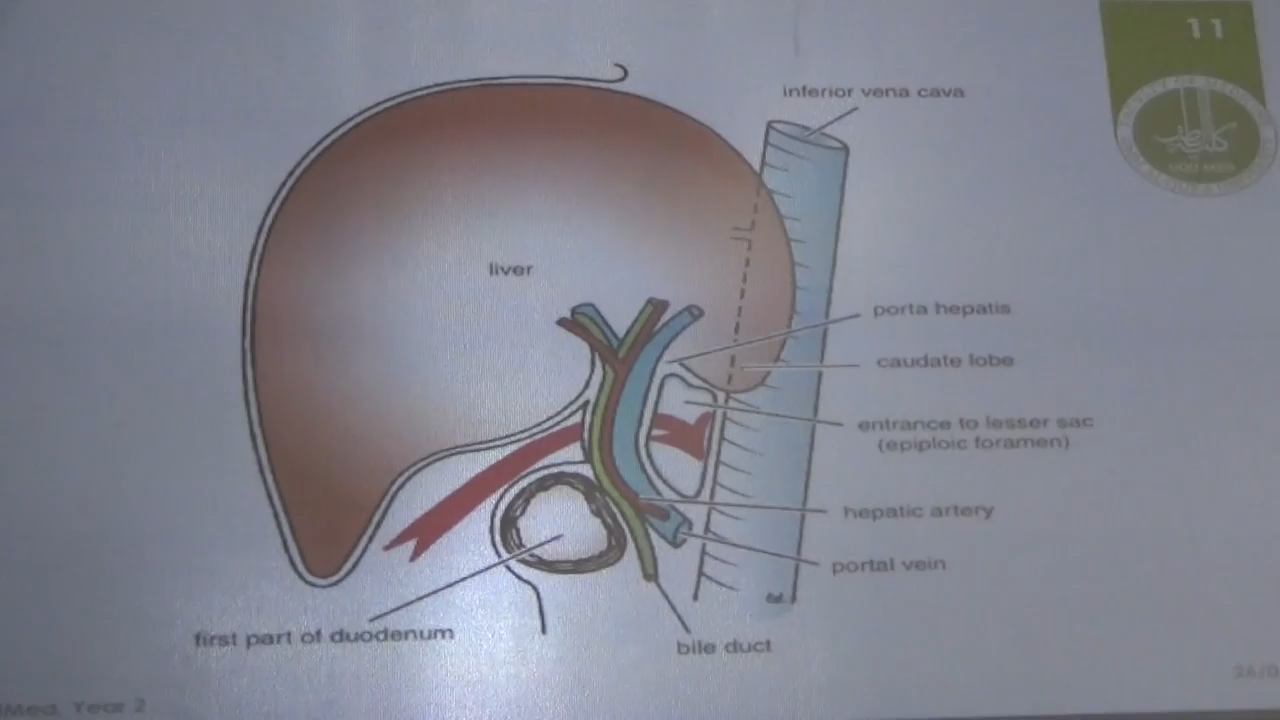 11
inferior vena cava
liver
porta hepatis
caudate lobe
entrance to lesser sac
(epiploic foramen)
hepatic artery
portal vein
first part of duodenum
bile duct
Med, Year 2